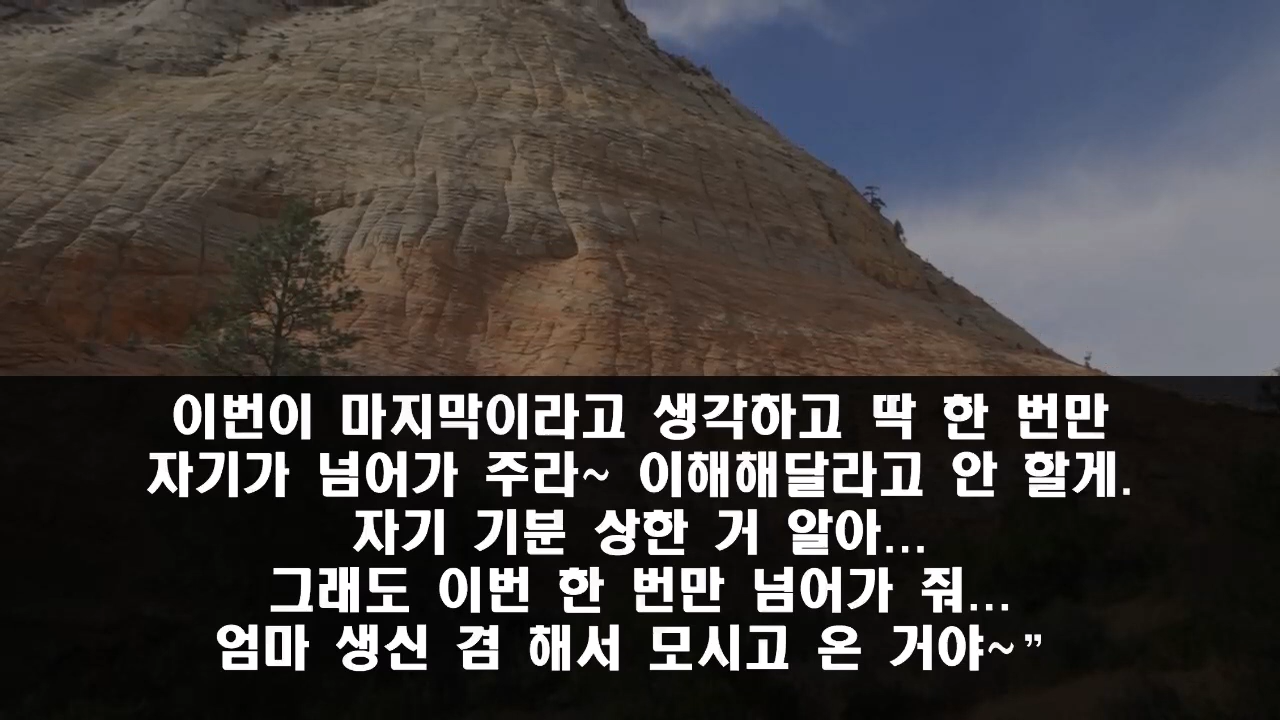 이번이 마지막이라고 생각하고 딱 한 번만
자기가 넘어가 주라~ 이해해달라고 안 할게.
자기 기분 상한 거 알아...
그래도 이번 한 번만 넘어가 줘...
엄마 생신 겸 해서 모시고 온 거야~”